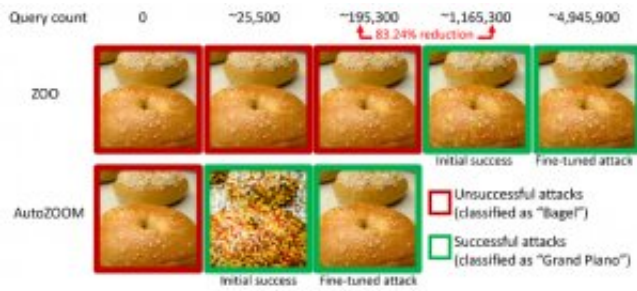 Query count 0 ~25,500 ~195,300 ~1,165,300 ~4,945,900
83.24% reduction
ZOO
Initial success Fine-tuned attack
AutoZOOM
Unsuccessful attacks
(classified as "Bagel")
Successful attacks
(classified as "Grand Piano")
Initial success Fine-tuned attack